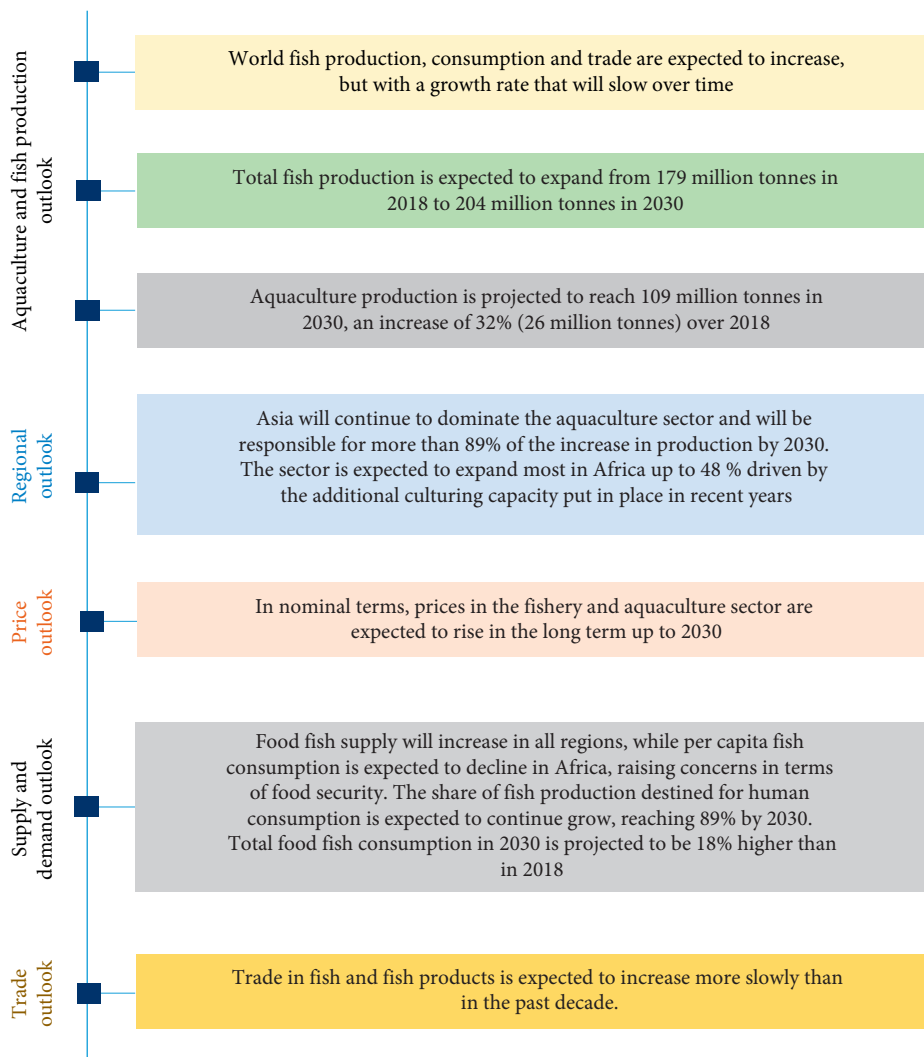 Aquaculture and fish production
outlook
World fish production, consumption and trade are expected to increase,
but with a growth rate that will slow over time
Total fish production is expected to expand from 179 million tonnes in
2018 to 204 million tonnes in 2030
Aquaculture production is projected to reach 109 million tonnes in
2030, an increase of 32% (26 million tonnes) over 2018
Regional
outlook
Asia will continue to dominate the aquaculture sector and will be
responsible for more than 89% of the increase in production by 2030.
The sector is expected to expand most in Africa up to 48 % driven by
the additional culturing capacity put in place in recent years
Price
outlook
In nominal terms, prices in the fishery and aquaculture sector are
expected to rise in the long term up to 2030
Supply and
demand outlook
Food fish supply will increase in all regions, while per capita fish
consumption is expected to decline in Africa, raising concerns in terms
of food security. The share of fish production destined for human
consumption is expected to continue grow, reaching 89% by 2030.
Total food fish consumption in 2030 is projected to be 18% higher than
in 2018
Trade
outlook
Trade in fish and fish products is expected to increase more slowly than
in the past decade.